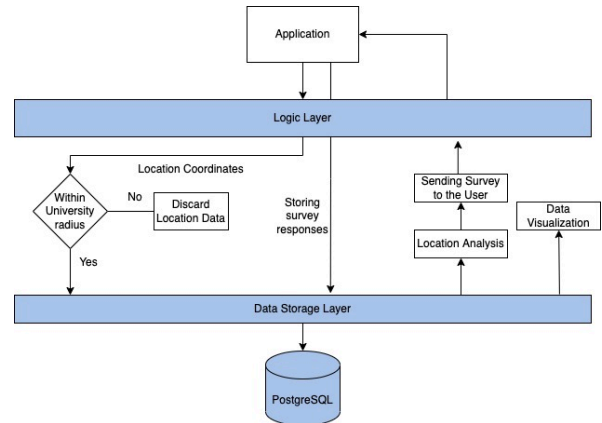 Application
Logic Layer
Location Coordinates
Within
University
radius
No
Discard
Location Data
Yes
Storing
survey
responses
Sending Survey
to the User
Location Analysis
Data
Visualization
Data Storage Layer
PostgreSQL